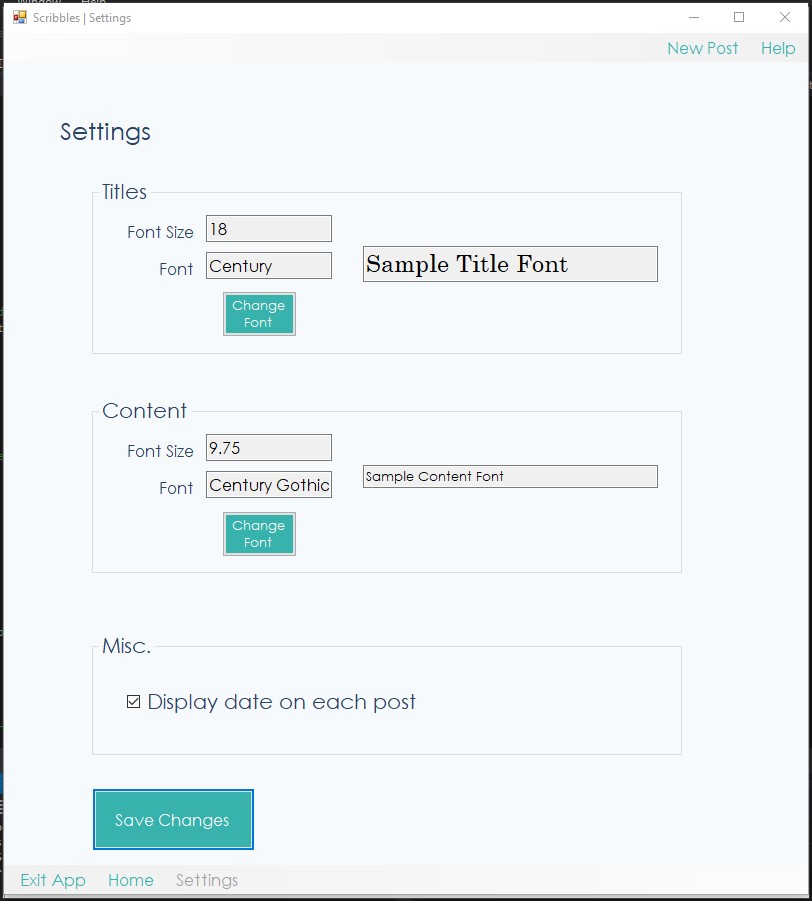 Window Help
Scribbles | Settings
New Post Help
Settings
Titles
Font Size 18
Font Century
Sample Title Font
Change
Font
Content
Font Size 9.75
Font Century Gothic
Sample Content Font
Change
Font
Misc.
Display date on each post
Save Changes
Exit App Home Settings